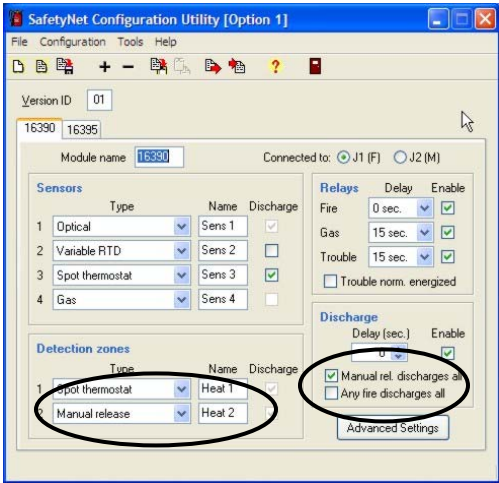 SafetyNet Configuration Utility [Option 1]
File Configuration Tools Help
Version ID 01
16390 16395
Module name 16390 Connected to: J1 (F) J2 (M)
Sensors
Type Name Discharge
1 Optical Sens 1
2 Variable RTD Sens 2
3 Spot thermostat Sens 3
4 Gas Sens 4
Relays Delay Enable
Fire 0 sec.
Gas 15 sec.
Trouble 15 sec.
Trouble norm. energized
Detection zones
Type Name Discharge
1 Spot thermostat Heat 1
2 Manual release Heat 2
Discharge
Delay (sec.) Enable
0
Manual rel. discharges all
Any fire discharges all
Advanced Settings